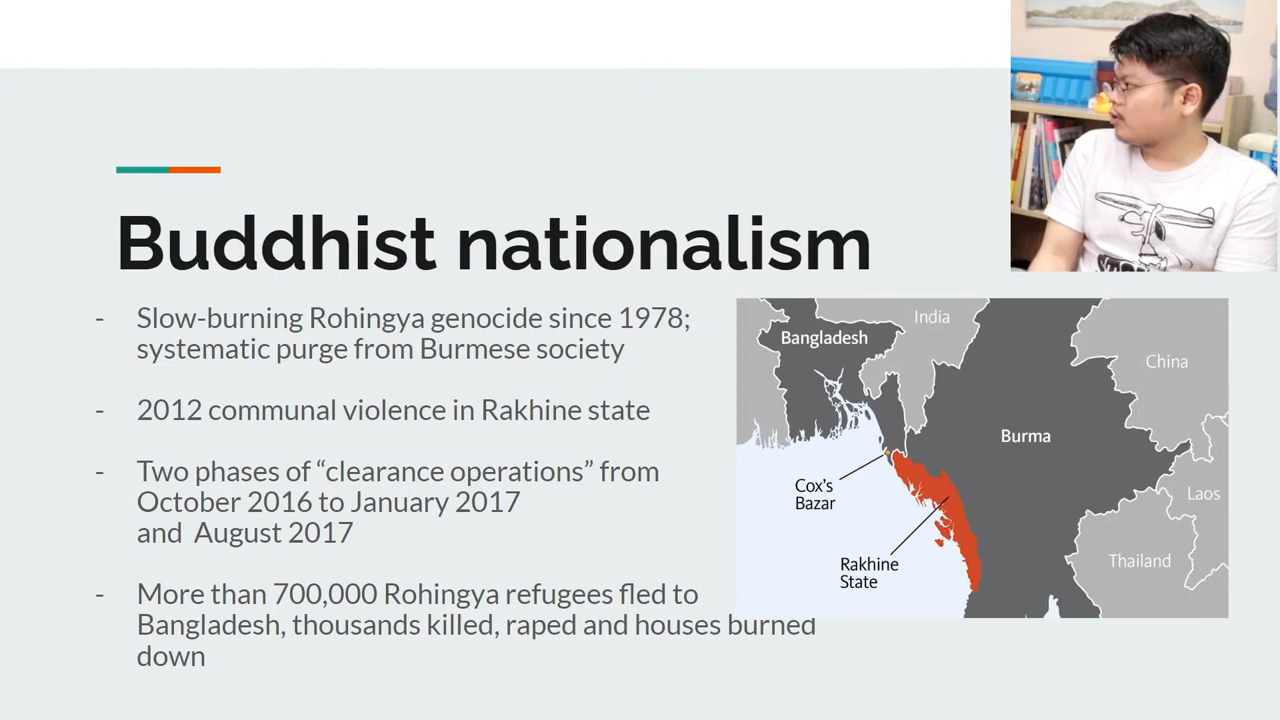 Buddhist nationalism
- Slow-burning Rohingya genocide since 1978;
systematic purge from Burmese society
- 2012 communal violence in Rakhine state
- Two phases of “clearance operations” from
October 2016 to January 2017
and  August 2017
- More than 700,000 Rohingya refugees fled to
Bangladesh, thousands killed, raped and houses burned
down
India
Bangladesh
China
Burma
Cox's
Bazar
Laos
Rakhine
State
Thailand